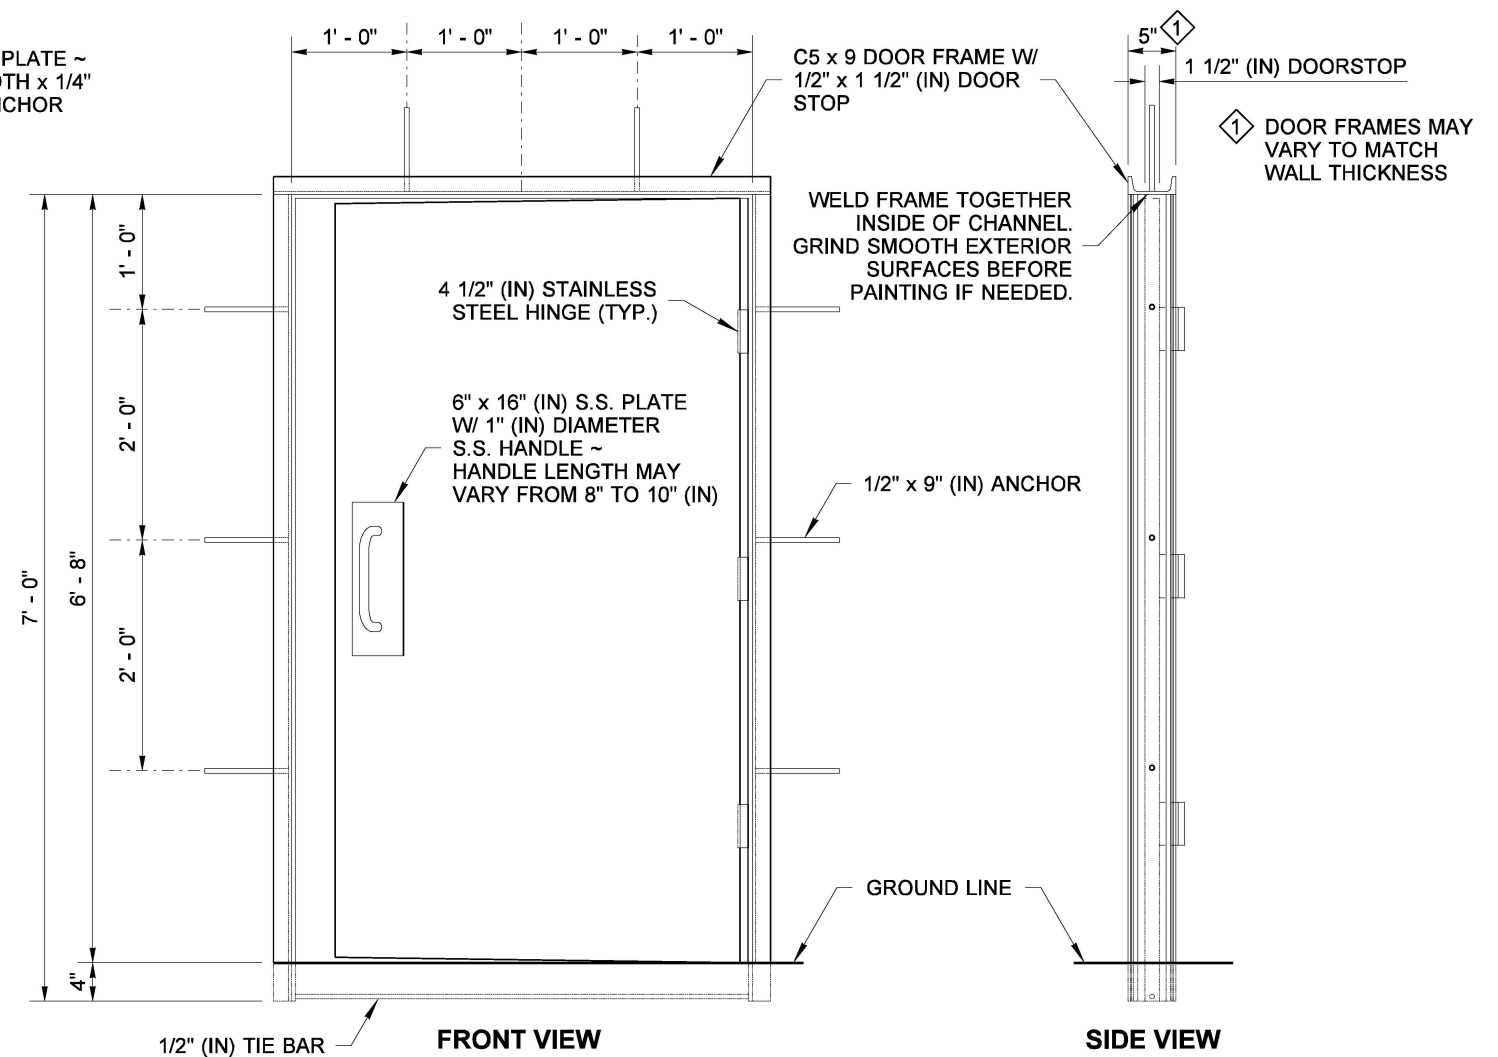 PLATE ~
x 1/4"
1' - 0"
1' - 0"
1' - 0"
1' - 0"
C5 x 9 DOOR FRAME W/
1/2" x 1 1/2" (IN) DOOR
STOP
5"
1
1 1/2" (IN) DOORSTOP
1
DOOR FRAMES MAY
VARY TO MATCH
WALL THICKNESS
WELD FRAME TOGETHER
INSIDE OF CHANNEL.
GRIND SMOOTH EXTERIOR
SURFACES BEFORE
PAINTING IF NEEDED.
1' - 0"
4 1/2" (IN) STAINLESS
STEEL HINGE (TYP.)
2' - 0"
6" x 16" (IN) S.S. PLATE
W/ 1" (IN) DIAMETER
S.S. HANDLE ~
HANDLE LENGTH MAY
VARY FROM 8" TO 10" (IN)
1/2" x 9" (IN) ANCHOR
7' - 0"
6' - 8"
2' - 0"
GROUND LINE
4"
1/2" (IN) TIE BAR
FRONT VIEW
SIDE VIEW